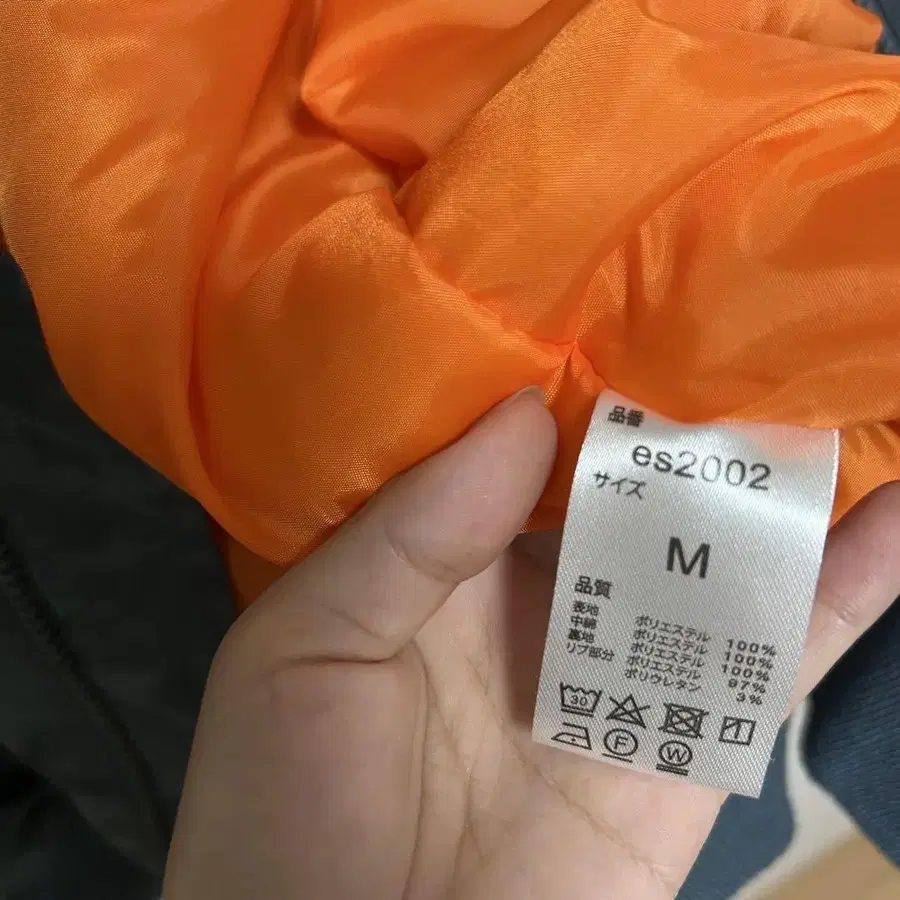 品番
es2002
サイズ
M
品質
表地 ポリエステル 100%
中綿 ポリエステル 100%
裏地 ポリエステル 100%
リブ部分 ポリエステル 97%
ポリウレタン 3%
30
F
W